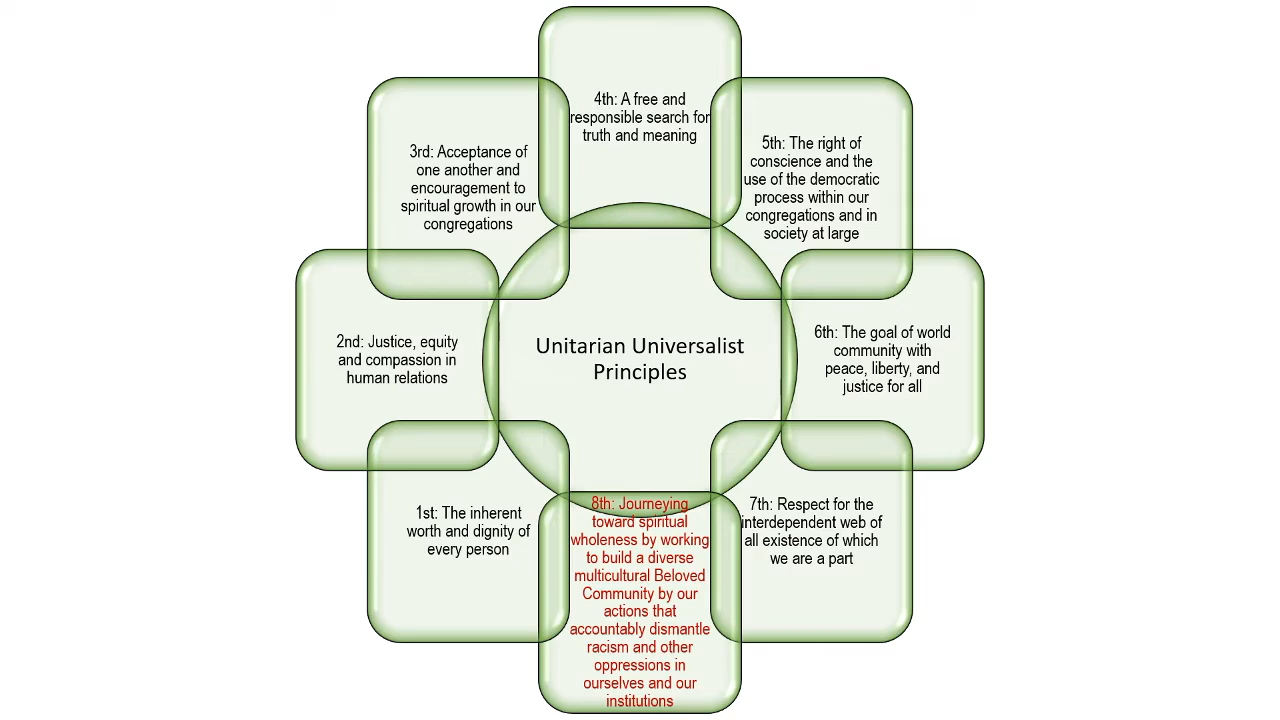 4th: A free and
responsible search for
truth and meaning
3rd: Acceptance of
one another and
encouragement to
spiritual growth in our
congregations
5th: The right of
conscience and the
use of the democratic
process within our
congregations and in
society at large
2nd: Justice, equity
and compassion in
human relations
Unitarian Universalist
Principles
6th: The goal of world
community with
peace, liberty, and
justice for all
1st: The inherent
worth and dignity of
every person
8th: Journeying
toward spiritual
wholeness by working
to build a diverse
multicultural Beloved
Community by our
actions that
accountably dismantle
racism and other
oppressions in
ourselves and our
institutions
7th: Respect for the
interdependent web of
all existence of which
we are a part